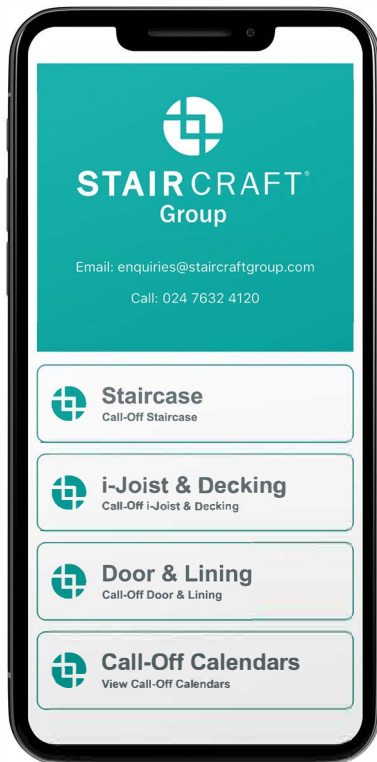 STAIRCRAFT®
Group
Email: enquiries@staircraftgroup.com
Call: 024 7632 4120
Staircase
Call-Off Staircase
i-Joist & Decking
Call-Off i-Joist & Decking
Door & Lining
Call-Off Door & Lining
Call-Off Calendars
View Call-Off Calendars